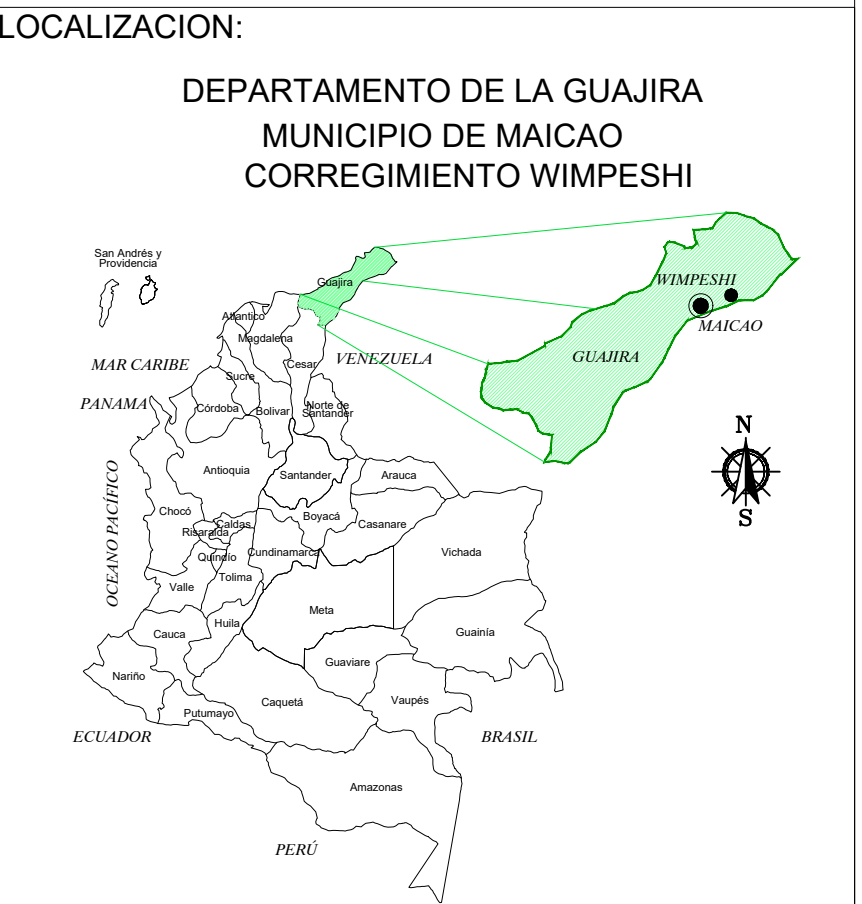 LOCALIZACION:
DEPARTAMENTO DE LA GUAJIRA
MUNICIPIO DE MAICAO
CORREGIMIENTO WIMPESHI
San Andrés y
Providencia
Guajira
WIMPESHI
MAICAO
GUAJIRA
Atlantico
Magdalena
Cesar
VENEZUELA
MAR CARIBE
Sucre
PANAMA
Córdoba
Bolivar
Norte de
Santander
N
S
Antioquia
Santander
Arauca
OCEANO PACÍFICO
Chocó
Caldas
Risaralda
Boyacá
Casanare
Quindío
Cundinamarca
Vichada
Valle
Tolima
Meta
Cauca
Huila
Guainía
Guaviare
Nariño
Caquetá
Vaupés
Putumayo
ECUADOR
BRASIL
Amazonas
PERÚ